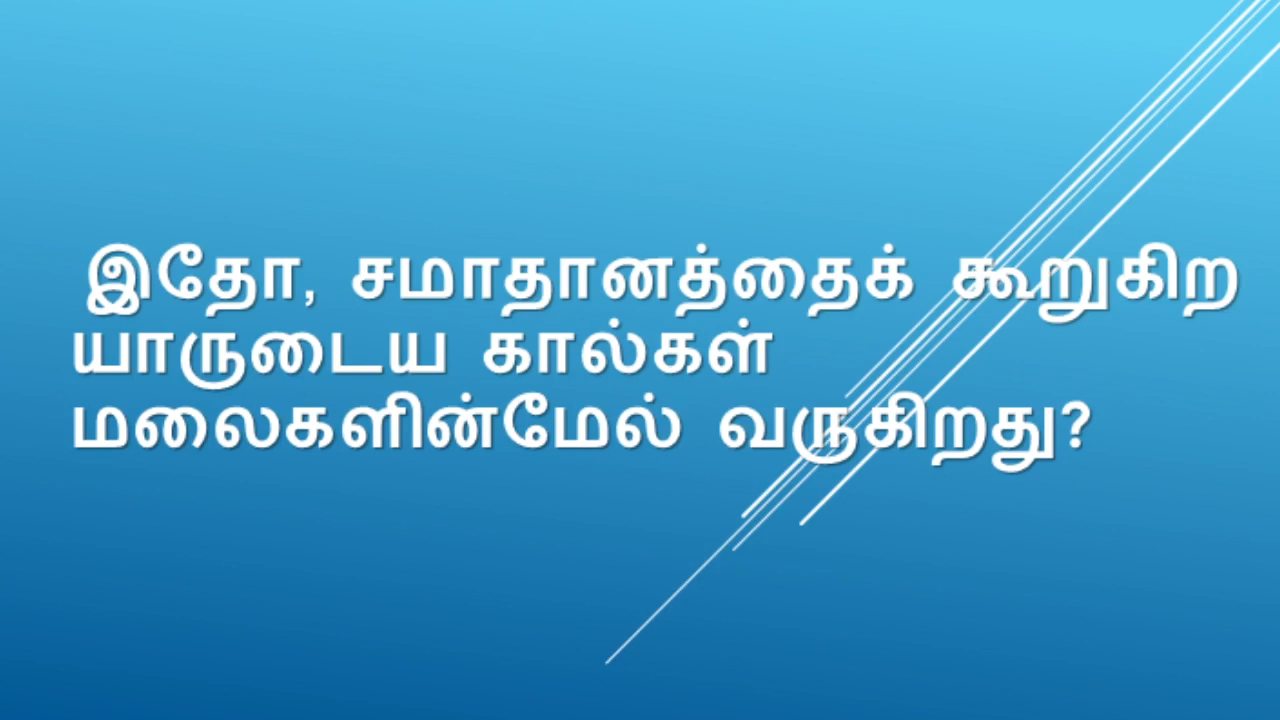 இதோ, சமாதானத்தைக் கூறுகிற
யாருடைய கால்கள்
மலைகளின்மேல் வருகிறது?